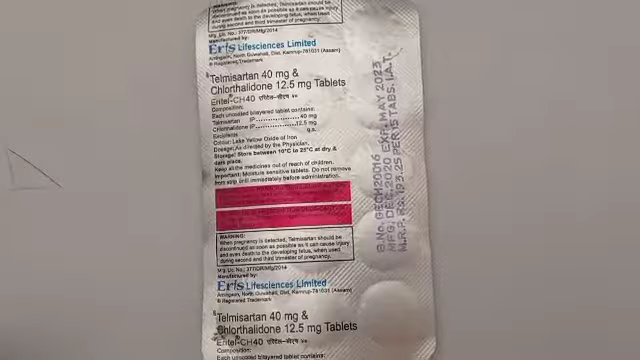 WARNING:
When pregnancy is detected, Telmisartan should be
discontinued as soon as possible as it can cause injury
and even death to the developing fetus, when used
during second and third trimester of pregnancy.
Mfg. Lic. No.: 377/DR/Mfg/2014
Manufactured by:
Eris Lifesciences Limited
Amingaon, North Guwahati, Dist. Kamrup-781031 (Assam)
® Registered Trademark
Telmisartan 40 mg &
Chlorthalidone 12.5 mg Tablets
Entel®-CH40 एन्टेल-सीएच ४०
Composition:
Each uncoated bilayered tablet contains:
Telmisartan IP..................40 mg
Chlorthalidone IP...............12.5 mg
Excipients q.s.
Colour: Lake Yellow Oxide of Iron
Dosage: As directed by the Physician.
Storage: Store between 10°C to 25°C at dry &
dark place.
Keep all the medicines out of reach of children.
Important: Moisture sensitive tablets. Do not remove
from strip until immediately before administration.
WARNING:
When pregnancy is detected, Telmisartan should be
discontinued as soon as possible as it can cause injury
and even death to the developing fetus, when used
during second and third trimester of pregnancy.
Mfg. Lic. No.: 377/DR/Mfg/2014
Manufactured by:
Eris Lifesciences Limited
Amingaon, North Guwahati, Dist. Kamrup-781031 (Assam)
® Registered Trademark
Telmisartan 40 mg &
Chlorthalidone 12.5 mg Tablets
Entel®-CH40 एन्टेल-सीएच ४०
Composition:
Each uncoated bilayered tablet contains:
B.No. GECH20016
MFG. DEC.2020 EXP. MAY 2023
M.R.P. RS. 193.25 PER 15 TABS. I.A.T.